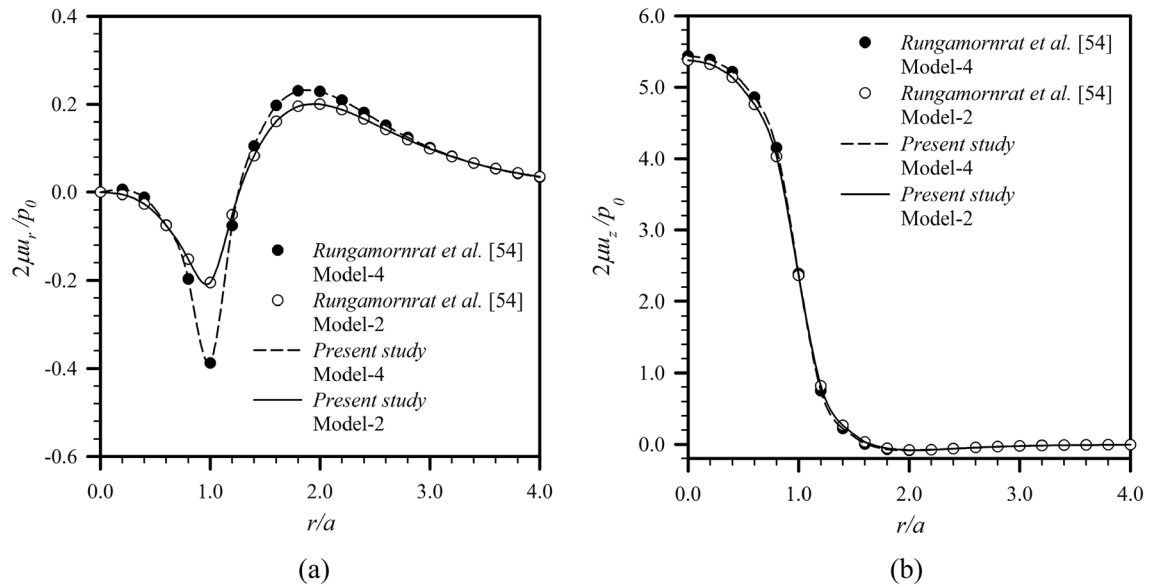 0.4
0.2
0.0
-0.2
-0.4
-0.6
2μu_r/p_0
Rungamornrat et al. [54]
Model-4
Rungamornrat et al. [54]
Model-2
Present study
Model-4
Present study
Model-2
0.0 1.0 2.0 3.0 4.0
r/a
(a)
6.0
5.0
4.0
3.0
2.0
1.0
0.0
2μu_z/p_0
Rungamornrat et al. [54]
Model-4
Rungamornrat et al. [54]
Model-2
Present study
Model-4
Present study
Model-2
0.0 1.0 2.0 3.0 4.0
r/a
(b)